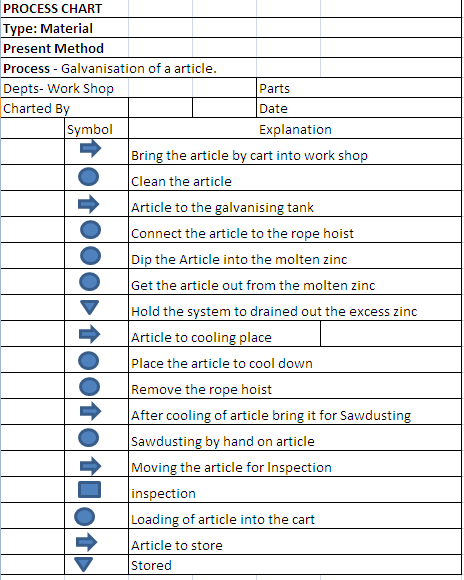 PROCESS CHART
Type: Material
Present Method
Process - Galvanisation of a article.
Depts- Work Shop Parts
Charted By Date
Symbol Explanation
Bring the article by cart into work shop
Clean the article
Article to the galvanising tank
Connect the article to the rope hoist
Dip the Article into the molten zinc
Get the article out from the molten zinc
Hold the system to drained out the excess zinc
Article to cooling place
Place the article to cool down
Remove the rope hoist
After cooling of article bring it for Sawdusting
Sawdusting by hand on article
Moving the article for Inspection
inspection
Loading of article into the cart
Article to store
Stored